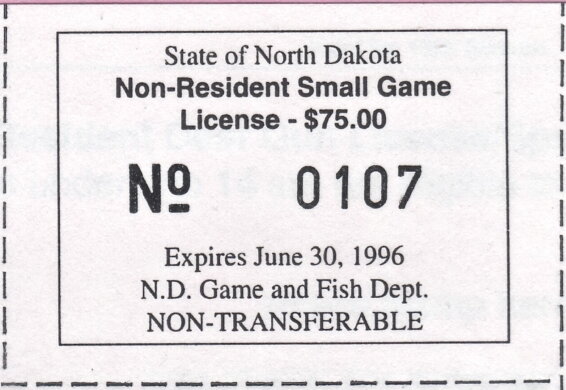 State of North Dakota
Non-Resident Small Game
License - $75.00
№ 0107
Expires June 30, 1996
N.D. Game and Fish Dept.
NON-TRANSFERABLE